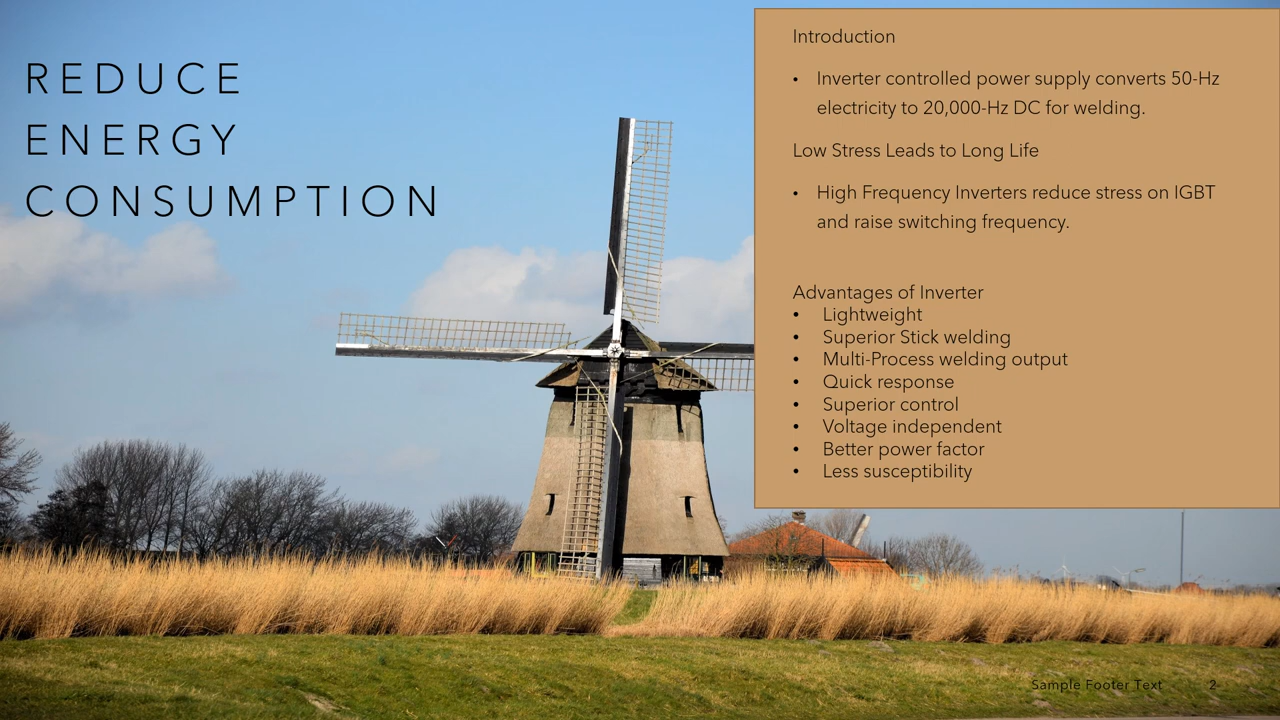 REDUCE
ENERGY
CONSUMPTION
Introduction
• Inverter controlled power supply converts 50-Hz
electricity to 20,000-Hz DC for welding.
Low Stress Leads to Long Life
• High Frequency Inverters reduce stress on IGBT
and raise switching frequency.
Advantages of Inverter
• Lightweight
• Superior Stick welding
• Multi-Process welding output
• Quick response
• Superior control
• Voltage independent
• Better power factor
• Less susceptibility
Sample Footer Text 2